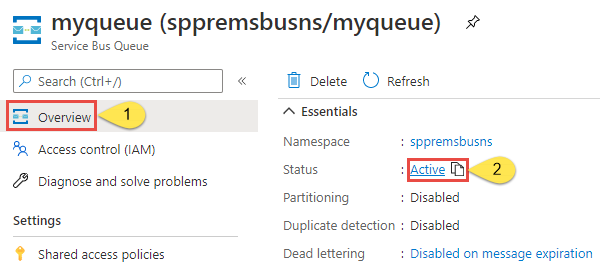 myqueue (sppremsbusns/myqueue)
Service Bus Queue
Search (Ctrl+/)
«
Overview
1
Access control (IAM)
Diagnose and solve problems
Settings
Shared access policies
Delete Refresh
Essentials
Namespace : sppremsbusns
Status : Active
2
Partitioning : Disabled
Duplicate detection : Disabled
Dead lettering : Disabled on message expiration